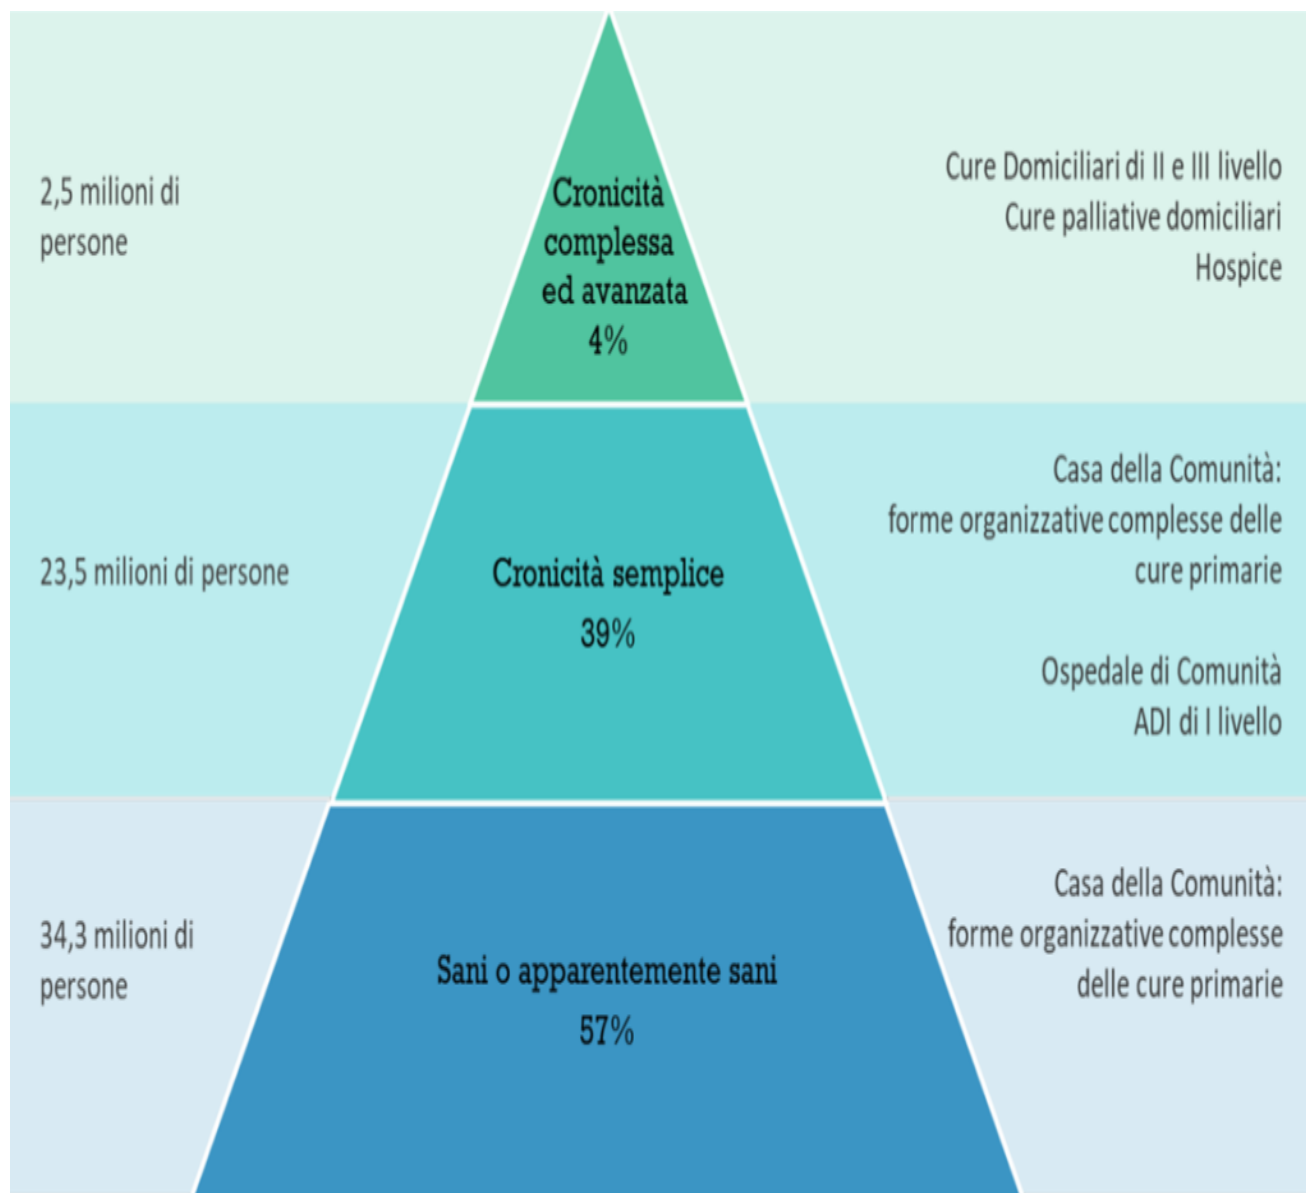 2,5 milioni di
persone
Cronicità
complessa
ed avanzata
4%
Cure Domiciliari di II e III livello
Cure palliative domiciliari
Hospice
23,5 milioni di persone
Cronicità semplice
39%
Casa della Comunità:
forme organizzative complesse delle
cure primarie
Ospedale di Comunità
ADI di I livello
34,3 milioni di
persone
Sani o apparentemente sani
57%
Casa della Comunità:
forme organizzative complesse
delle cure primarie